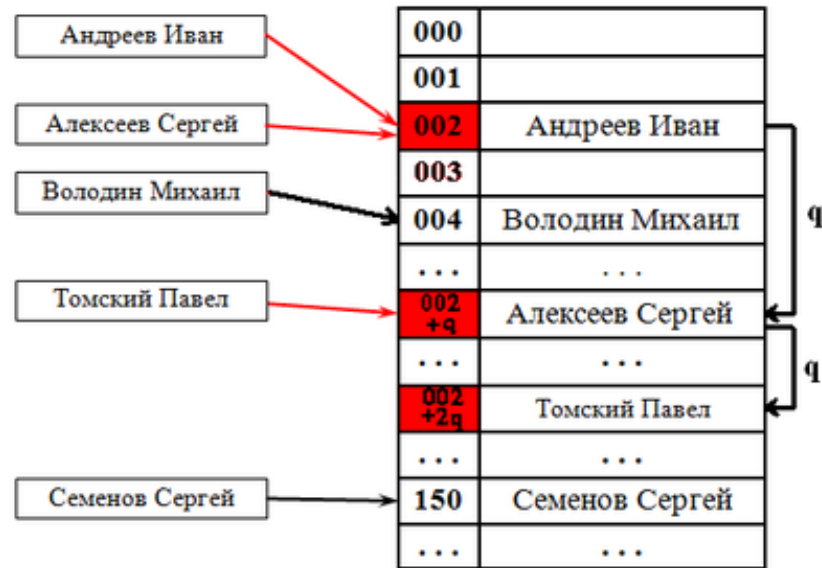 Андреев Иван
Алексеев Сергей
Володин Михаил
Томский Павел
Семенов Сергей
000
001
002 Андреев Иван
003
004 Володин Михаил
... ...
002
+q Алексеев Сергей
... ...
002
+2q Томский Павел
... ...
150 Семенов Сергей
... ...
q
q